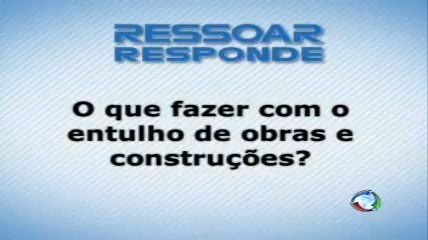 RESSOAR
RESPONDE
O que fazer com o
entulho de obras e
construções?